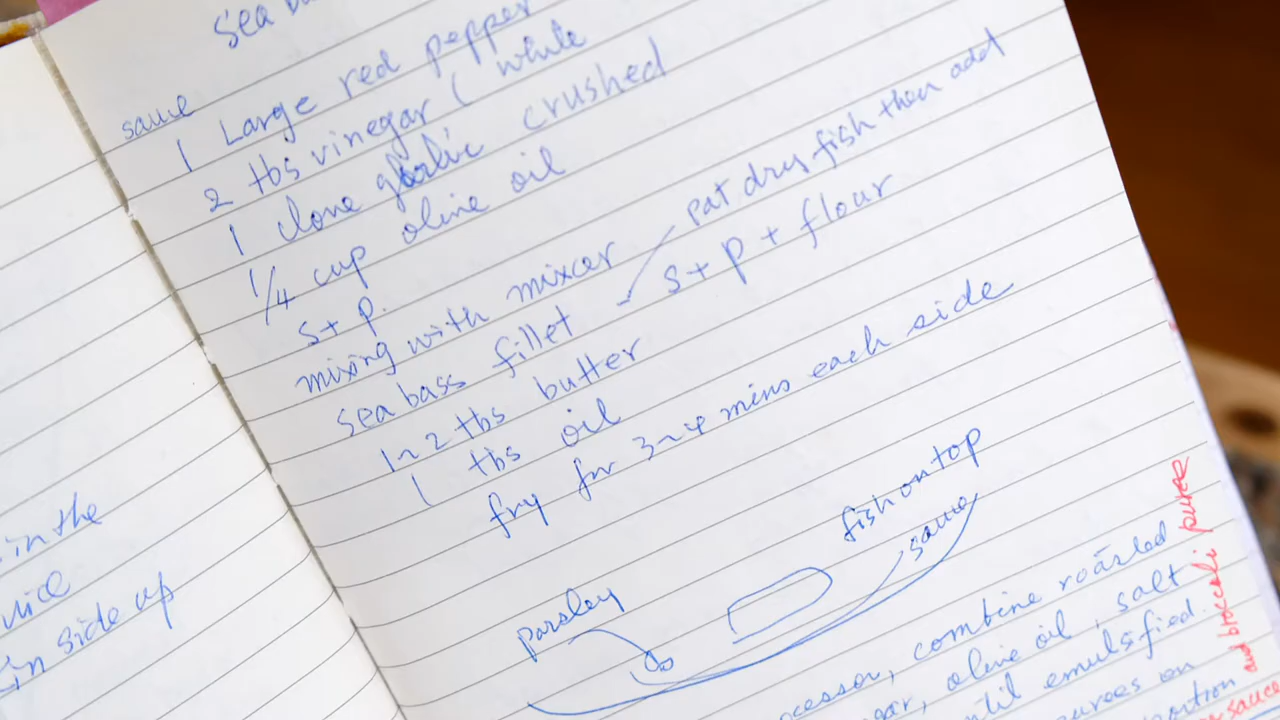 sea
sauce
1 Large red pepper
2 tbs vinegar ( white
1 clove garlic crushed
1/4 cup olive oil
s + p.
mixing with mixer
sea bass fillet
pat dry fish then add
s + p + flour
1~2 tbs butter
1 tbs oil
fry for 3~4 mins each side
fish on top
sauce
parsley
combine roasted
olive oil, salt
until emulsified.
on
and broccoli puree
sauce
in the
side up